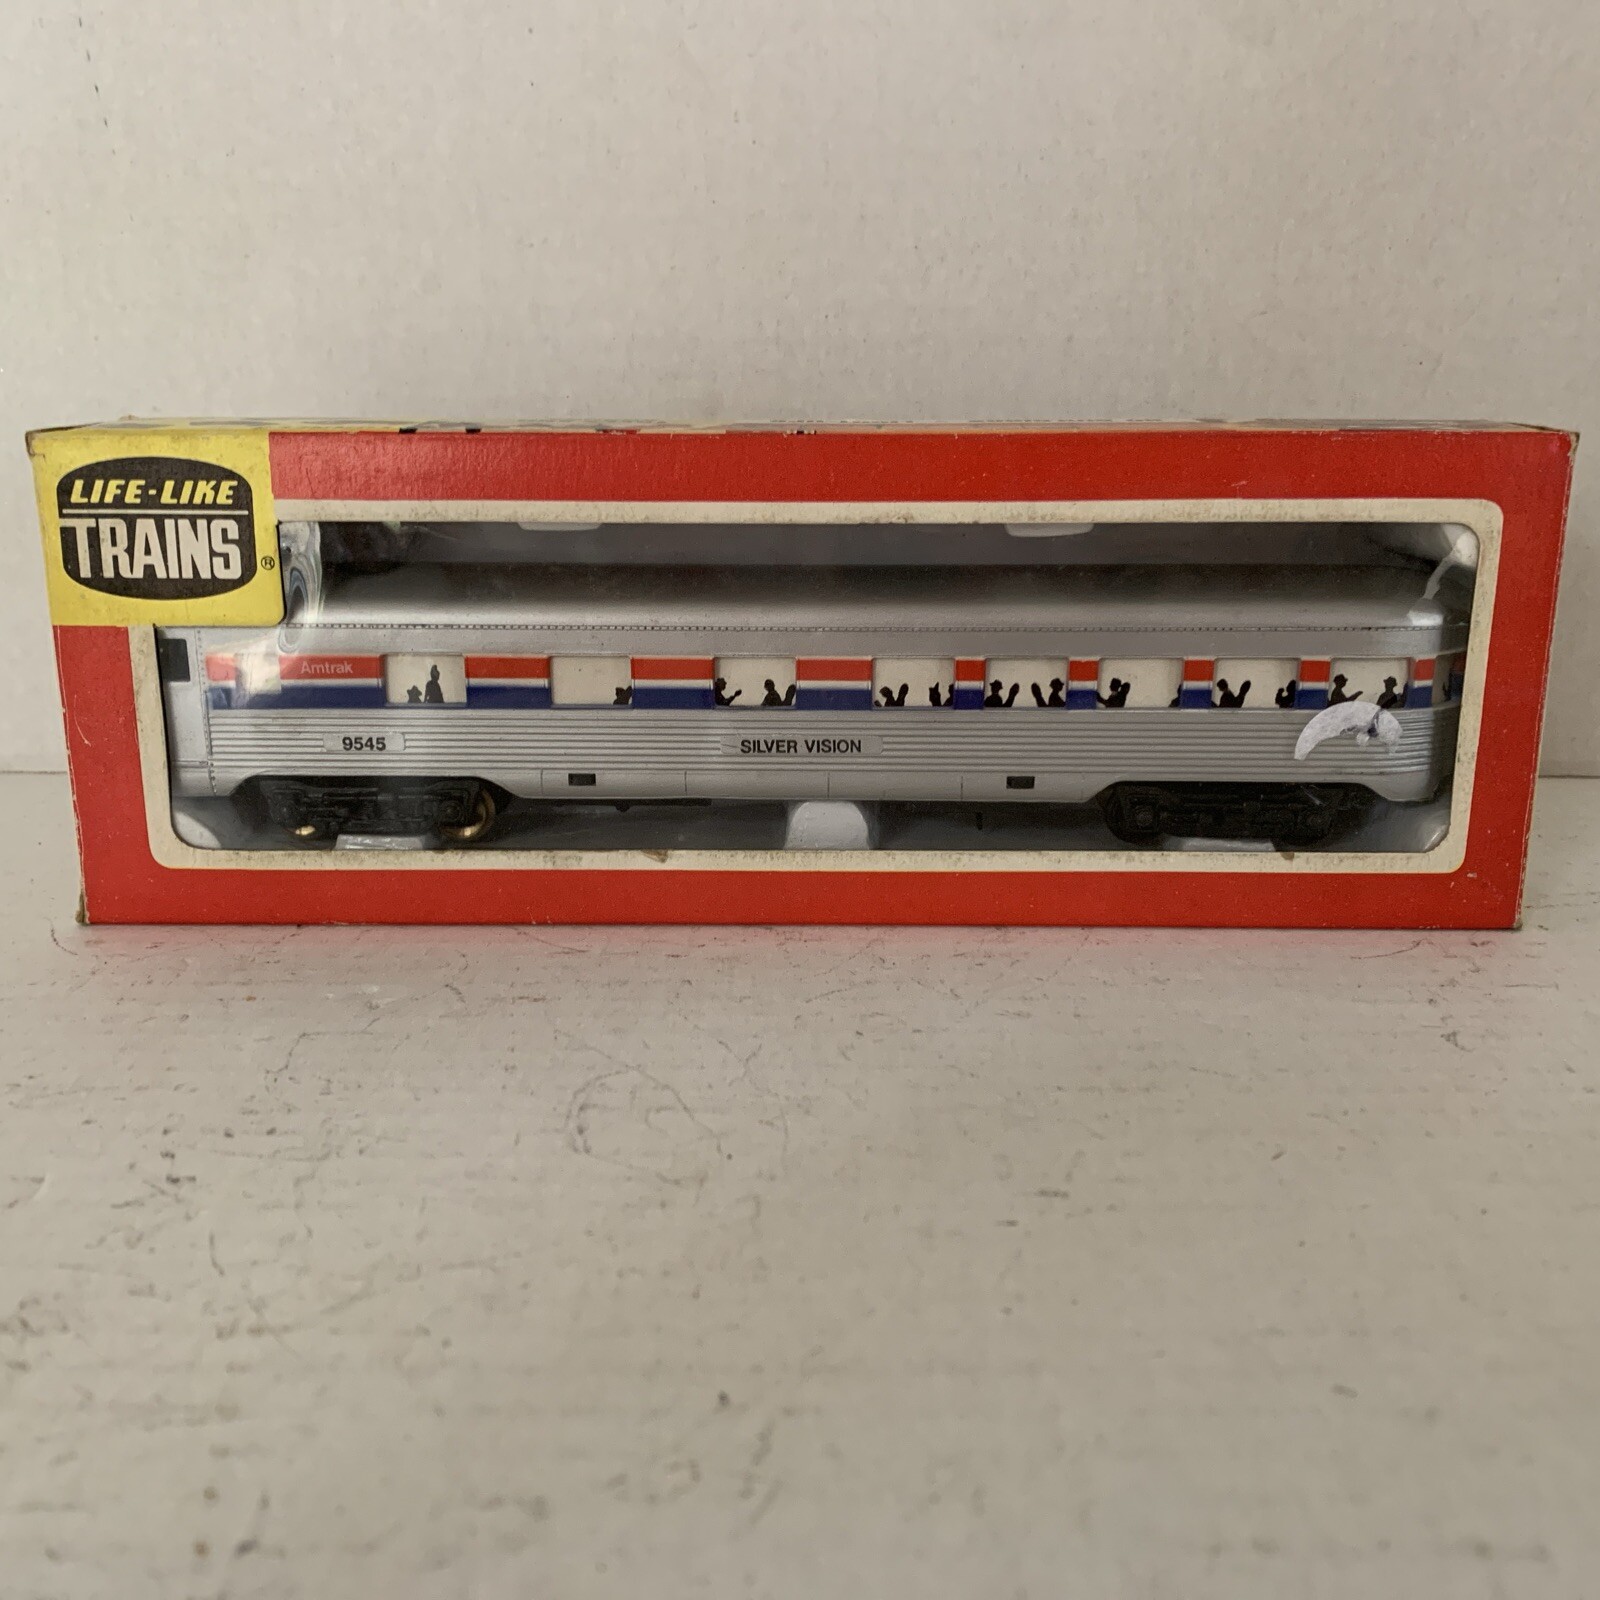 LIFE-LIKE
TRAINS®
Amtrak
9545
SILVER VISION